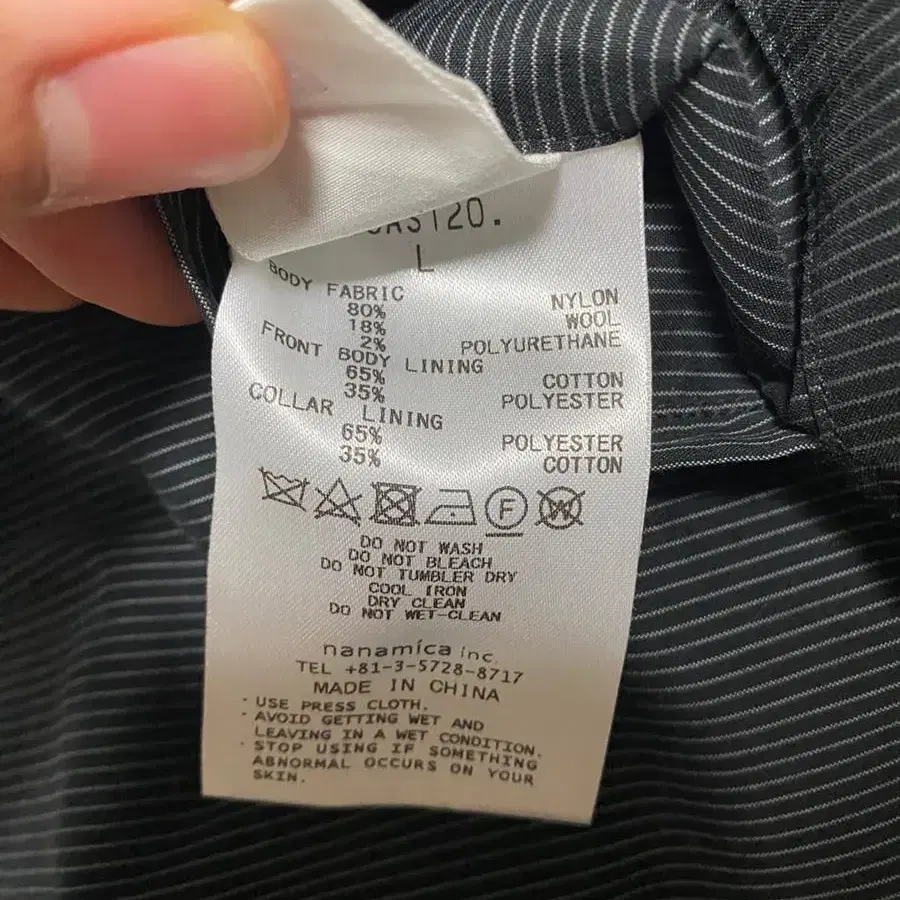 L
BODY FABRIC
80% NYLON
18% WOOL
2% POLYURETHANE
FRONT BODY LINING
65% COTTON
35% POLYESTER
COLLAR LINING
65% POLYESTER
35% COTTON
F W
DO NOT WASH
DO NOT BLEACH
DO NOT TUMBLER DRY
COOL IRON
DRY CLEAN
DO NOT WET-CLEAN
nanamica inc.
TEL +81-3-5728-8717
MADE IN CHINA
· USE PRESS CLOTH.
· AVOID GETTING WET AND
LEAVING IN A WET CONDITION.
· STOP USING IF SOMETHING
ABNORMAL OCCURS ON YOUR
SKIN.